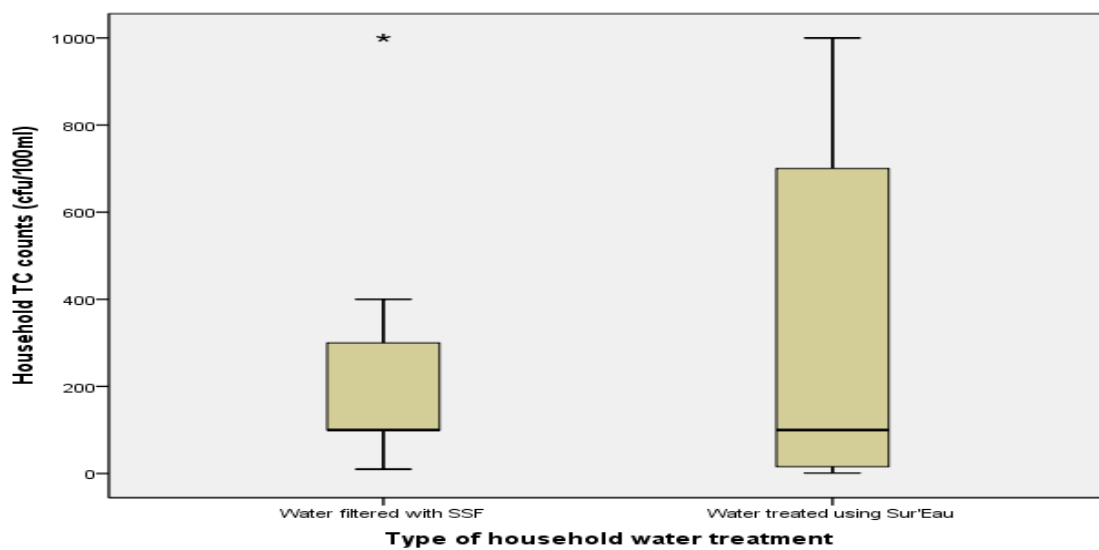 Household TC counts (cfu/100ml)
1000
800
600
400
200
0
*
Water filtered with SSF
Water treated using Sur'Eau
Type of household water treatment